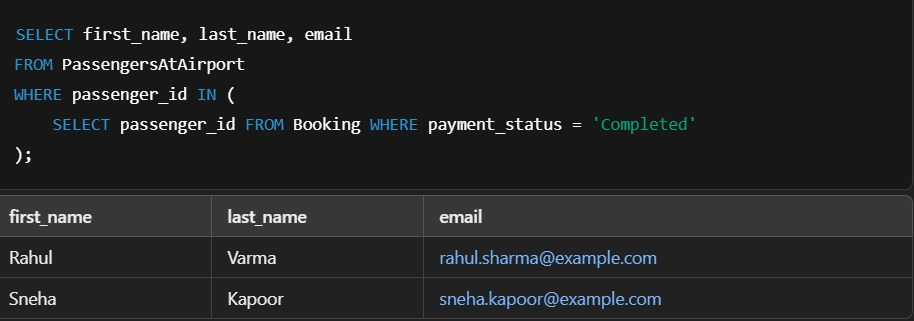 SELECT first_name, last_name, email
FROM PassengersAtAirport
WHERE passenger_id IN (
    SELECT passenger_id FROM Booking WHERE payment_status = 'Completed'
);
first_name last_name email
Rahul Varma rahul.sharma@example.com
Sneha Kapoor sneha.kapoor@example.com